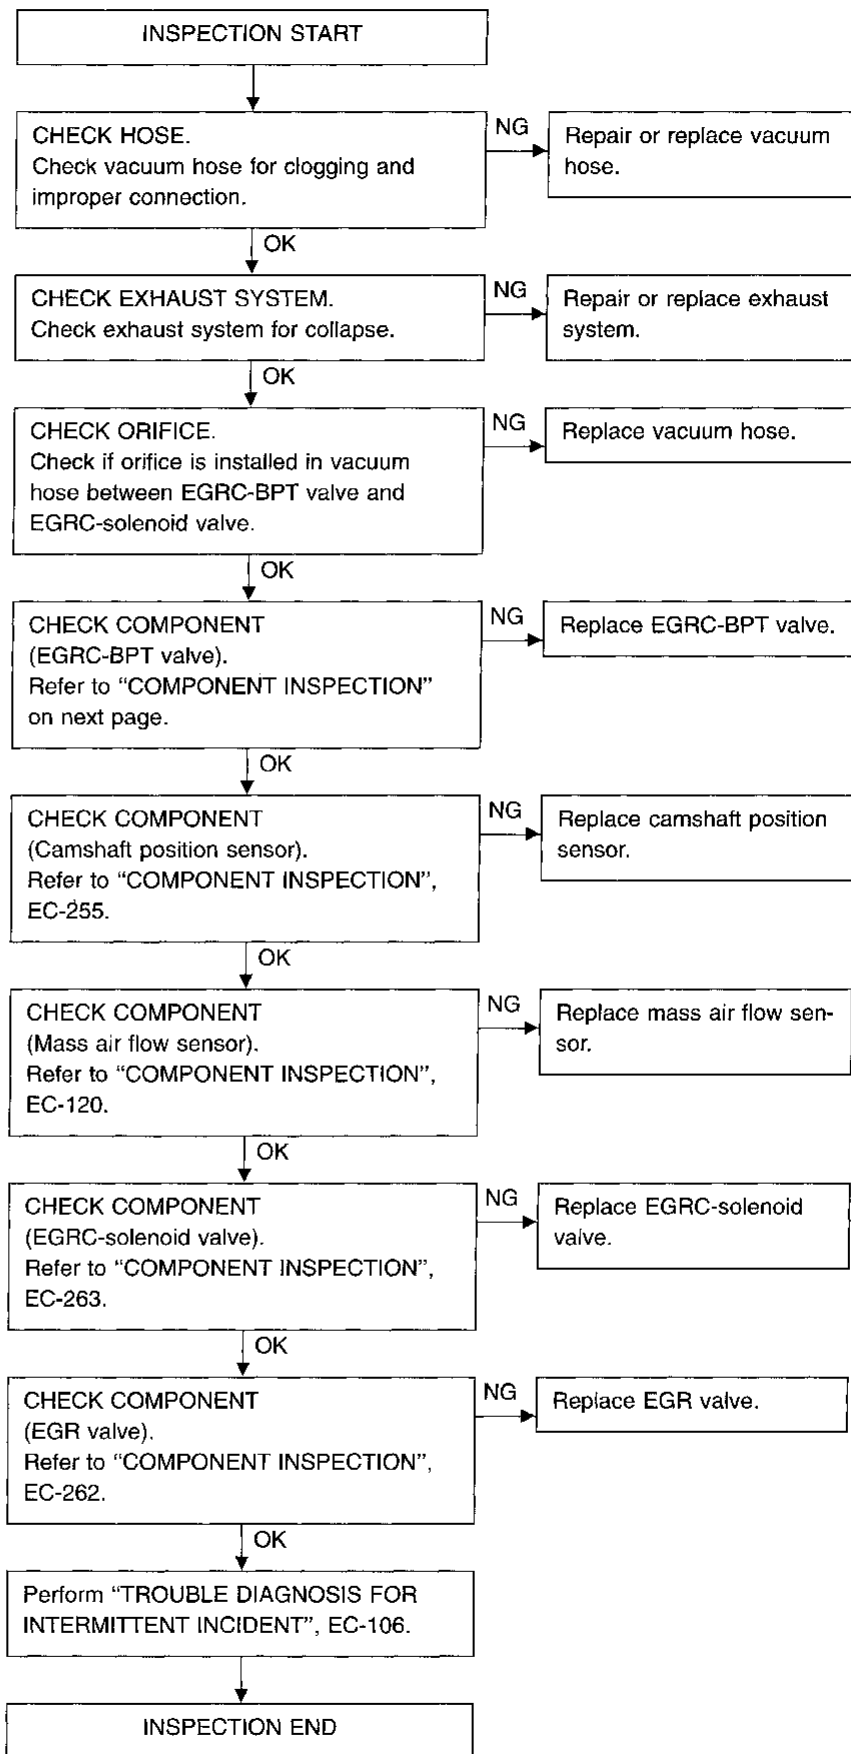 INSPECTION START
CHECK HOSE.
Check vacuum hose for clogging and
improper connection.
NG
Repair or replace vacuum
hose.
OK
CHECK EXHAUST SYSTEM.
Check exhaust system for collapse.
NG
Repair or replace exhaust
system.
OK
CHECK ORIFICE.
Check if orifice is installed in vacuum
hose between EGRC-BPT valve and
EGRC-solenoid valve.
NG
Replace vacuum hose.
OK
CHECK COMPONENT
(EGRC-BPT valve).
Refer to “COMPONENT INSPECTION”
on next page.
NG
Replace EGRC-BPT valve.
OK
CHECK COMPONENT
(Camshaft position sensor).
Refer to “COMPONENT INSPECTION”,
EC-255.
NG
Replace camshaft position
sensor.
OK
CHECK COMPONENT
(Mass air flow sensor).
Refer to “COMPONENT INSPECTION”,
EC-120.
NG
Replace mass air flow sen-
sor.
OK
CHECK COMPONENT
(EGRC-solenoid valve).
Refer to “COMPONENT INSPECTION”,
EC-263.
NG
Replace EGRC-solenoid
valve.
OK
CHECK COMPONENT
(EGR valve).
Refer to “COMPONENT INSPECTION”,
EC-262.
NG
Replace EGR valve.
OK
Perform “TROUBLE DIAGNOSIS FOR
INTERMITTENT INCIDENT”, EC-106.
INSPECTION END